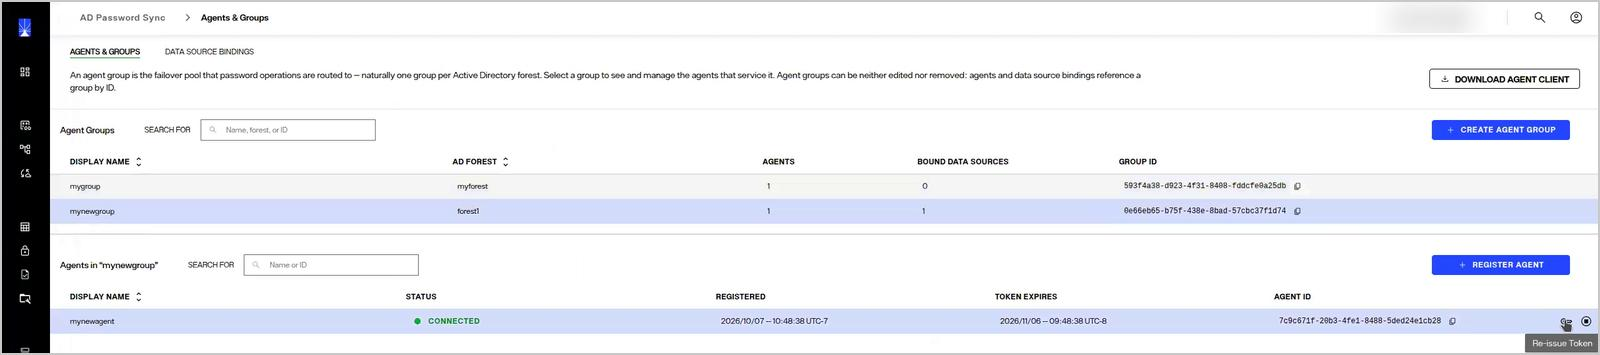 AD Password Sync > Agents & Groups
AGENTS & GROUPS DATA SOURCE BINDINGS
An agent group is the failover pool that password operations are routed to – naturally one group per Active Directory forest. Select a group to see and manage the agents that service it. Agent groups can be neither edited nor removed: agents and data source bindings reference a
group by ID.
DOWNLOAD AGENT CLIENT
Agent Groups SEARCH FOR Name, forest, or ID + CREATE AGENT GROUP
DISPLAY NAME AD FOREST AGENTS BOUND DATA SOURCES GROUP ID
mygroup myforest 1 0 593f4a38-d923-4f31-8408-fddcfe0a25db
mynewgroup forest1 1 1 0e66eb65-b75f-438e-8bad-57cbc37f1d74
Agents in “mynewgroup” SEARCH FOR Name or ID + REGISTER AGENT
DISPLAY NAME STATUS REGISTERED TOKEN EXPIRES AGENT ID
mynewagent CONNECTED 2026/10/07 – 10:48:38 UTC-7 2026/11/06 – 09:48:38 UTC-8 7c9c671f-20b3-4fe1-8488-5ded24e1cb28
Re-issue Token